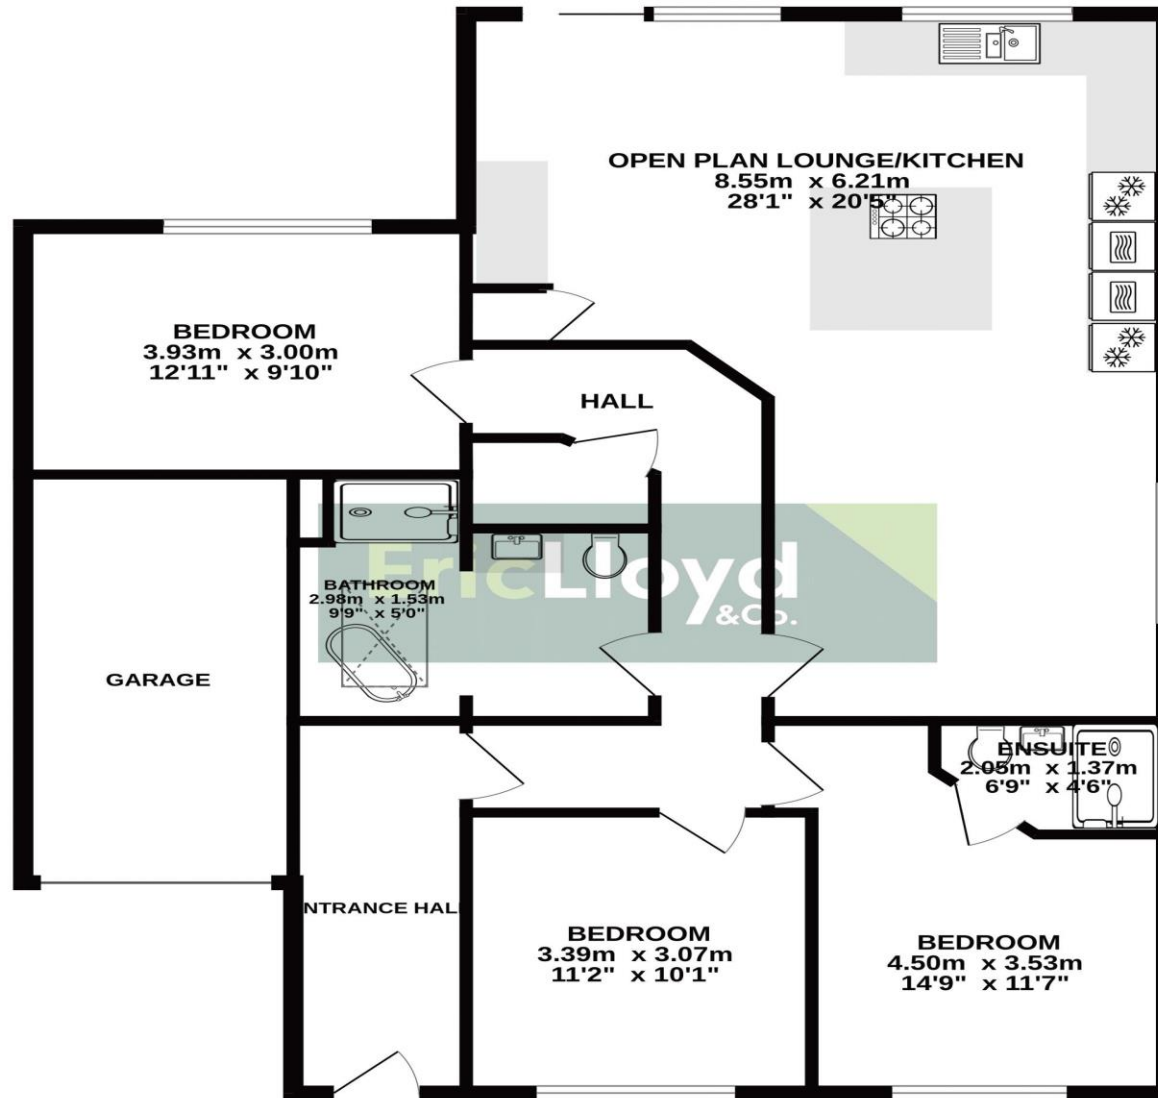 OPEN PLAN LOUNGE/KITCHEN
8.55m x 6.21m
28'1" x 20'5"
BEDROOM
3.93m x 3.00m
12'11" x 9'10"
HALL
EricLloyd
&Co.
BATHROOM
2.98m x 1.53m
9'9" x 5'0"
GARAGE
ENSUITE
2.05m x 1.37m
6'9" x 4'6"
NTRANCE HAL
BEDROOM
3.39m x 3.07m
11'2" x 10'1"
BEDROOM
4.50m x 3.53m
14'9" x 11'7"